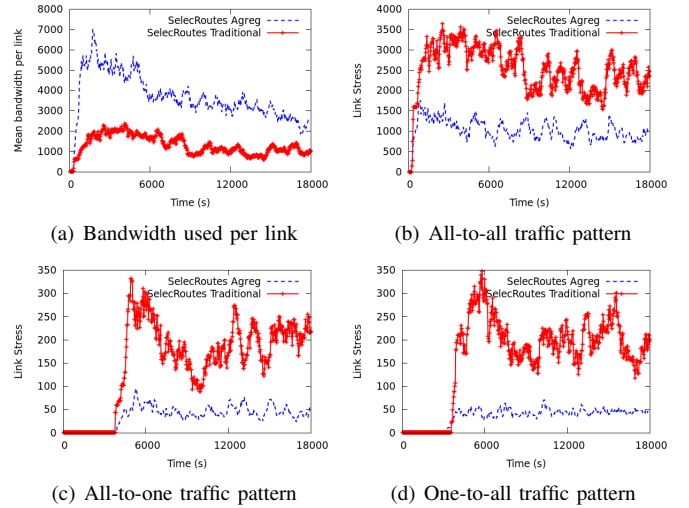 8000
7000
6000
5000
4000
3000
2000
1000
0
Mean bandwidth per link
SelecRoutes Agreg
SelecRoutes Traditional
0 6000 12000 18000
Time (s)
(a) Bandwidth used per link
4000
3500
3000
2500
2000
1500
1000
500
0
Link Stress
SelecRoutes Agreg
SelecRoutes Traditional
0 6000 12000 18000
Time (s)
(b) All-to-all traffic pattern
350
300
250
200
150
100
50
0
Link Stress
SelecRoutes Agreg
SelecRoutes Traditional
0 6000 12000 18000
Time (s)
(c) All-to-one traffic pattern
350
300
250
200
150
100
50
0
Link Stress
SelecRoutes Agreg
SelecRoutes Traditional
0 6000 12000 18000
Time (s)
(d) One-to-all traffic pattern